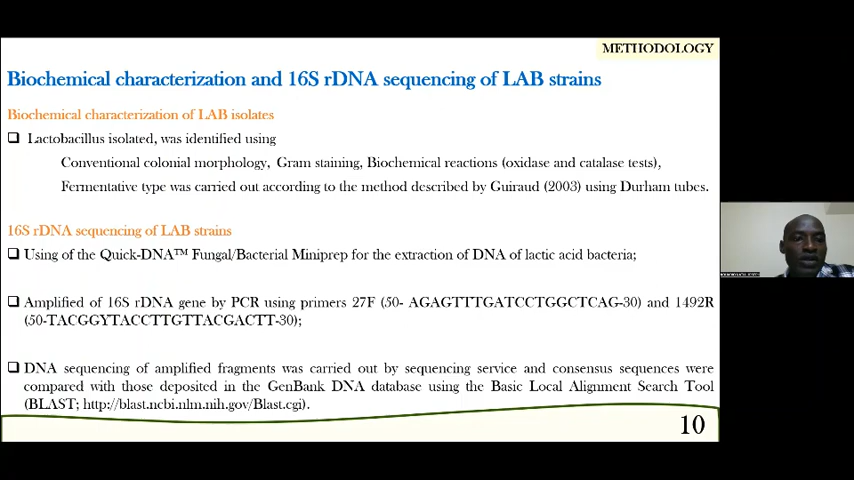 METHODOLOGY
Biochemical characterization and 16S rDNA sequencing of LAB strains
Biochemical characterization of LAB isolates
Lactobacillus isolated, was identified using
Conventional colonial morphology, Gram staining, Biochemical reactions (oxidase and catalase tests),
Fermentative type was carried out according to the method described by Guiraud (2003) using Durham tubes.
16S rDNA sequencing of LAB strains
Using of the Quick-DNA™ Fungal/Bacterial Miniprep for the extraction of DNA of lactic acid bacteria;
Amplified of 16S rDNA gene by PCR using primers 27F (50- AGAGTTTGATCCTGGCTCAG-30) and 1492R
(50-TACGGYTACCTTGTTACGACTT-30);
DNA sequencing of amplified fragments was carried out by sequencing service and consensus sequences were
compared with those deposited in the GenBank DNA database using the Basic Local Alignment Search Tool
(BLAST; http://blast.ncbi.nlm.nih.gov/Blast.cgi).
10